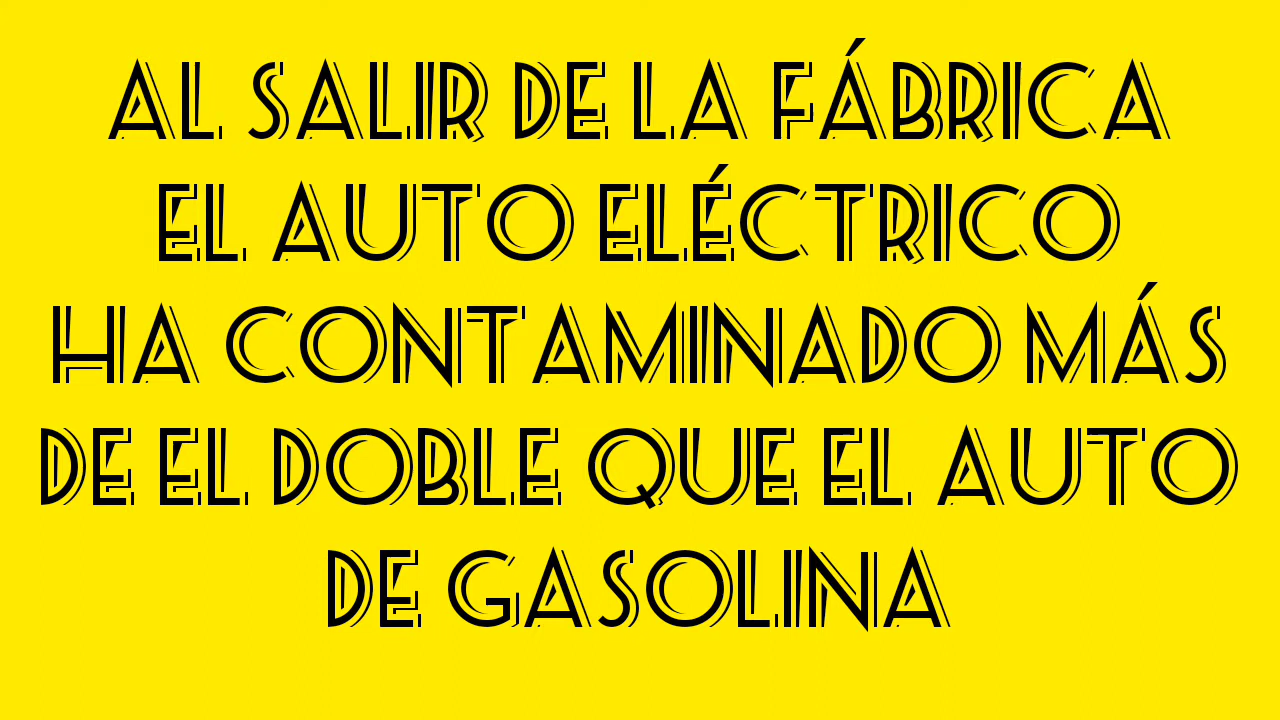 AL SALIR DE LA FÁBRICA
EL AUTO ELÉCTRICO
HA CONTAMINADO MÁS
DE EL DOBLE QUE EL AUTO
DE GASOLINA